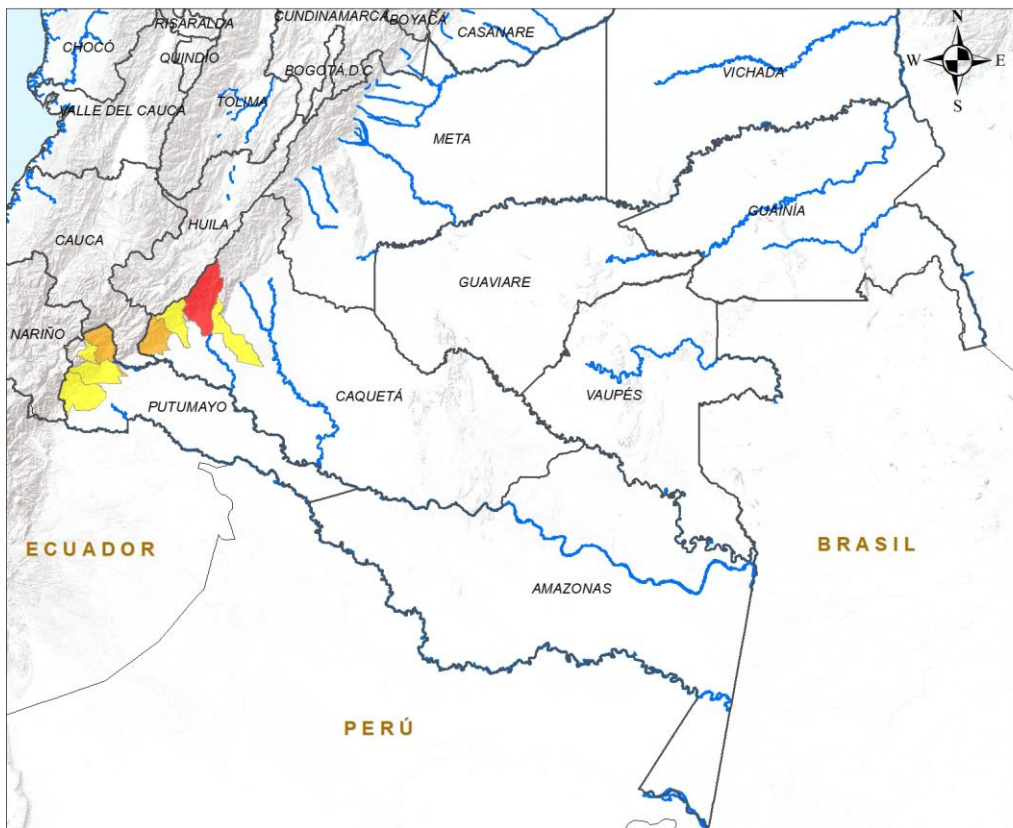 CUNDINAMARCA
BOYACÁ
RISARALDA
CASANARE
N
CHOCÓ
QUINDÍO
W
E
BOGOTÁ,D.C
VICHADA
TOLIMA
S
VALLE DEL CAUCA
META
GUAINÍA
HUILA
CAUCA
GUAVIARE
NARIÑO
CAQUETÁ
VAUPÉS
PUTUMAYO
ECUADOR
BRASIL
AMAZONAS
PERÚ